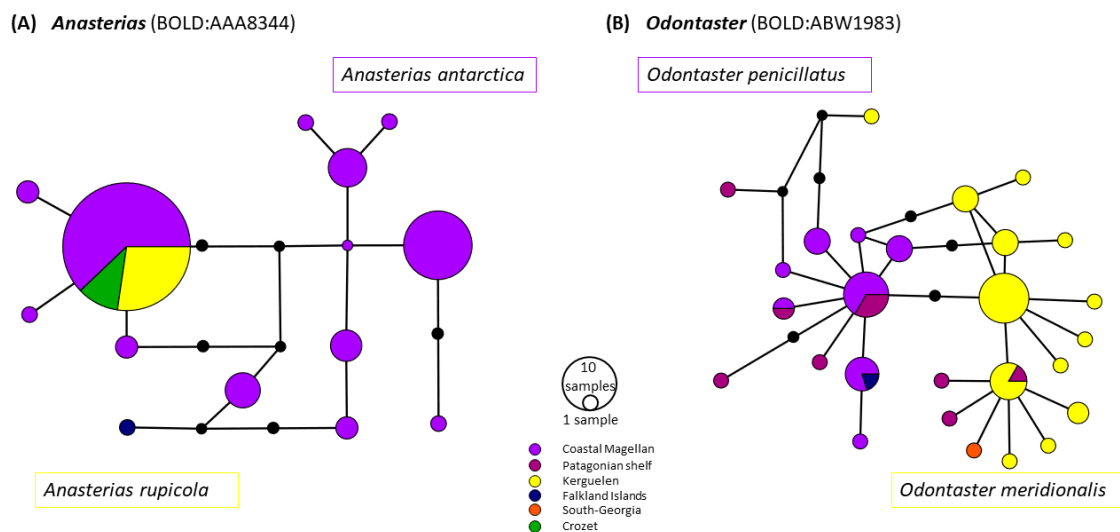 (A) Anasterias (BOLD:AAA8344)
(B) Odontaster (BOLD:ABW1983)
Anasterias antarctica
Odontaster penicillatus
10
samples
1 sample
Coastal Magellan
Patagonian shelf
Kerguelen
Falkland Islands
South-Georgia
Crozet
Anasterias rupicola
Odontaster meridionalis